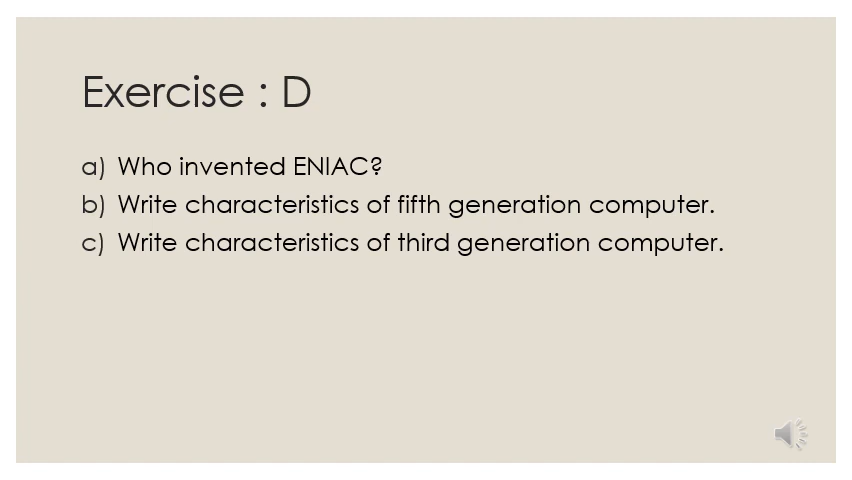 Exercise : D
a) Who invented ENIAC?
b) Write characteristics of fifth generation computer.
c) Write characteristics of third generation computer.